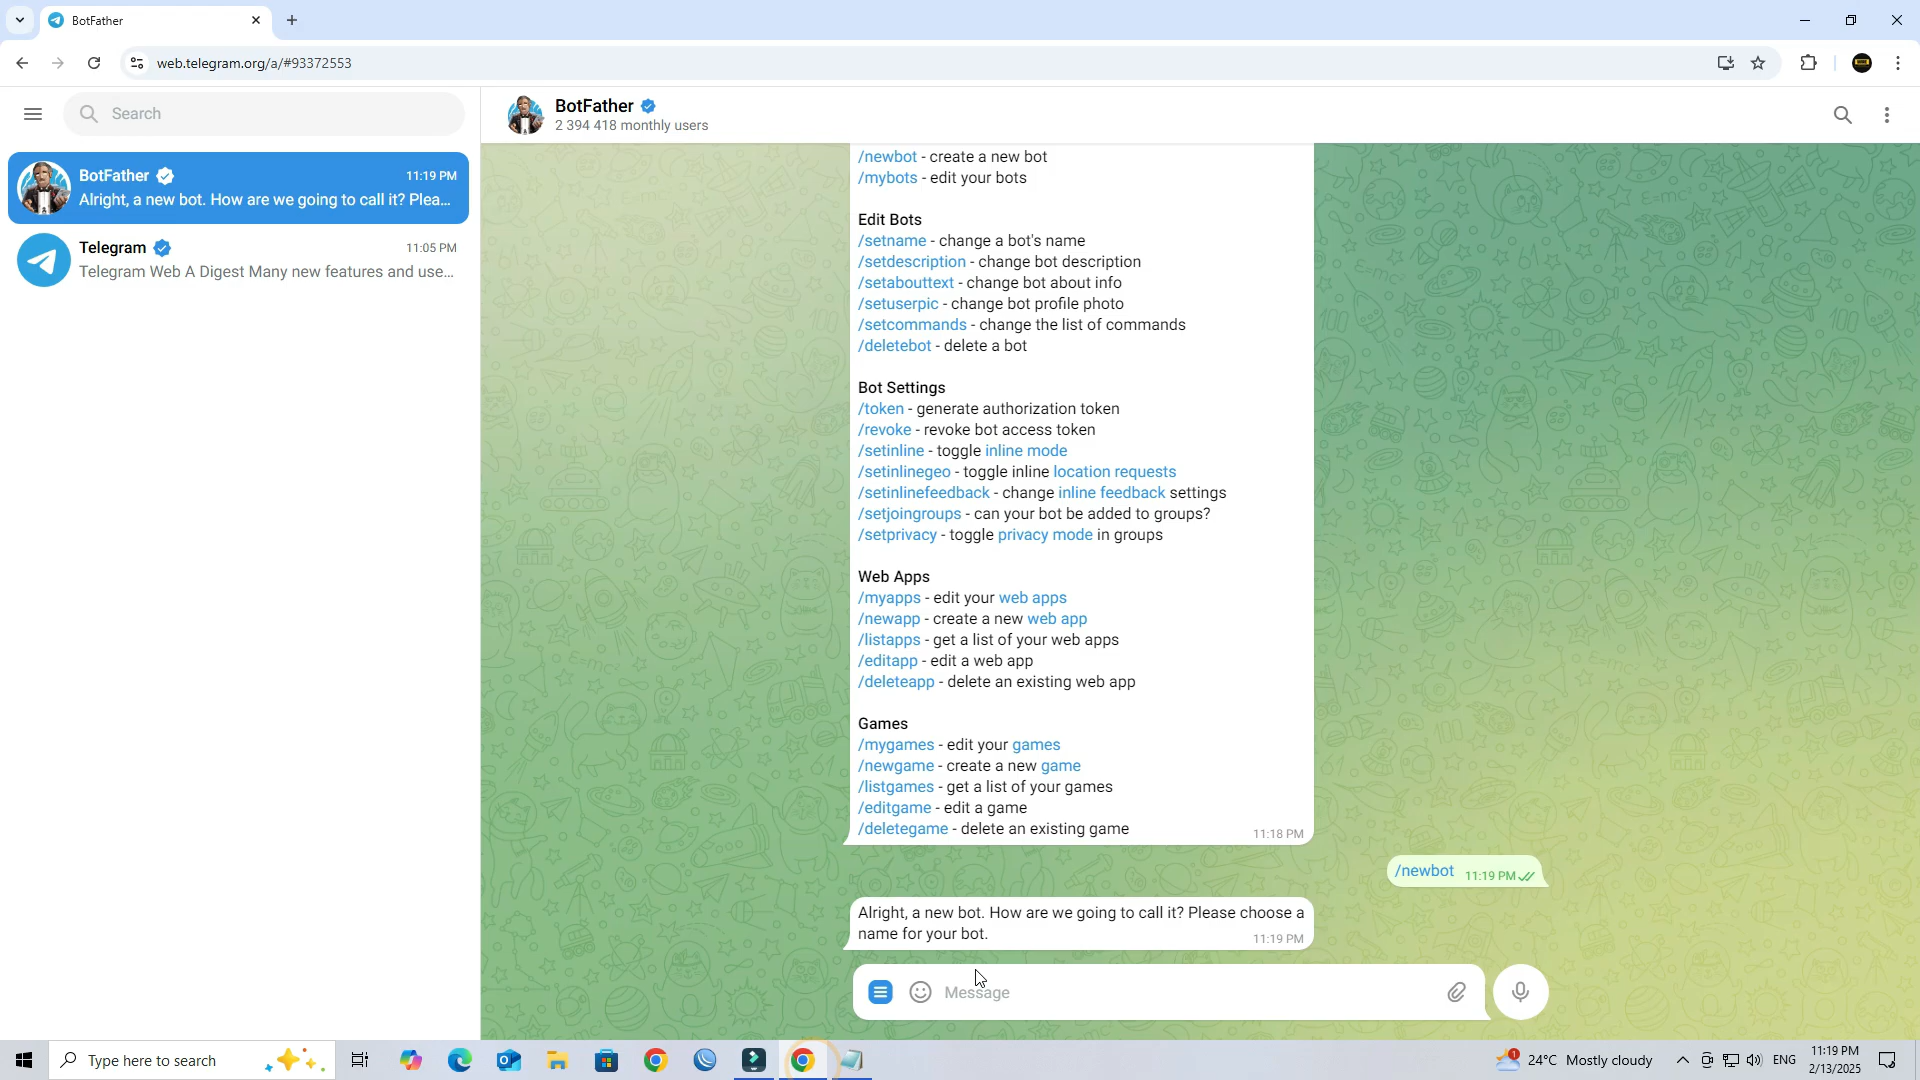 BotFather
web.telegram.org/a/#93372553
Search
BotFather
2 394 418 monthly users
BotFather 11:19 PM
Alright, a new bot. How are we going to call it? Plea...
Telegram 11:05 PM
Telegram Web A Digest Many new features and use...
/newbot - create a new bot
/mybots - edit your bots
Edit Bots
/setname - change a bot's name
/setdescription - change bot description
/setabouttext - change bot about info
/setuserpic - change bot profile photo
/setcommands - change the list of commands
/deletebot - delete a bot
Bot Settings
/token - generate authorization token
/revoke - revoke bot access token
/setinline - toggle inline mode
/setinlinegeo - toggle inline location requests
/setinlinefeedback - change inline feedback settings
/setjoingroups - can your bot be added to groups?
/setprivacy - toggle privacy mode in groups
Web Apps
/myapps - edit your web apps
/newapp - create a new web app
/listapps - get a list of your web apps
/editapp - edit a web app
/deleteapp - delete an existing web app
Games
/mygames - edit your games
/newgame - create a new game
/listgames - get a list of your games
/editgame - edit a game
/deletegame - delete an existing game
11:18 PM
/newbot 11:19 PM
Alright, a new bot. How are we going to call it? Please choose a
name for your bot.
11:19 PM
Message
Type here to search
1
24°C Mostly cloudy
ENG
11:19 PM
2/13/2025